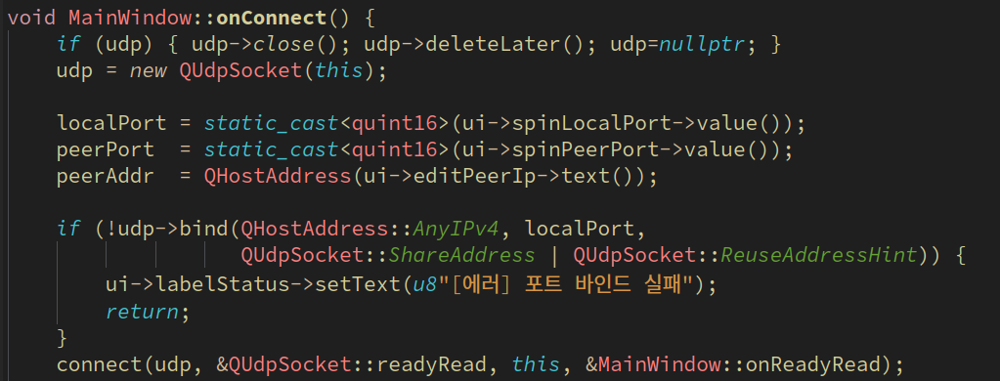 void MainWindow::onConnect() {
    if (udp) { udp->close(); udp->deleteLater(); udp=nullptr; }
    udp = new QUdpSocket(this);
    localPort = static_cast<quint16>(ui->spinLocalPort->value());
    peerPort  = static_cast<quint16>(ui->spinPeerPort->value());
    peerAddr  = QHostAddress(ui->editPeerIp->text());
    if (!udp->bind(QHostAddress::AnyIPv4, localPort,
                   QUdpSocket::ShareAddress | QUdpSocket::ReuseAddressHint)) {
        ui->labelStatus->setText(u8"[에러] 포트 바인드 실패");
        return;
    }
    connect(udp, &QUdpSocket::readyRead, this, &MainWindow::onReadyRead);